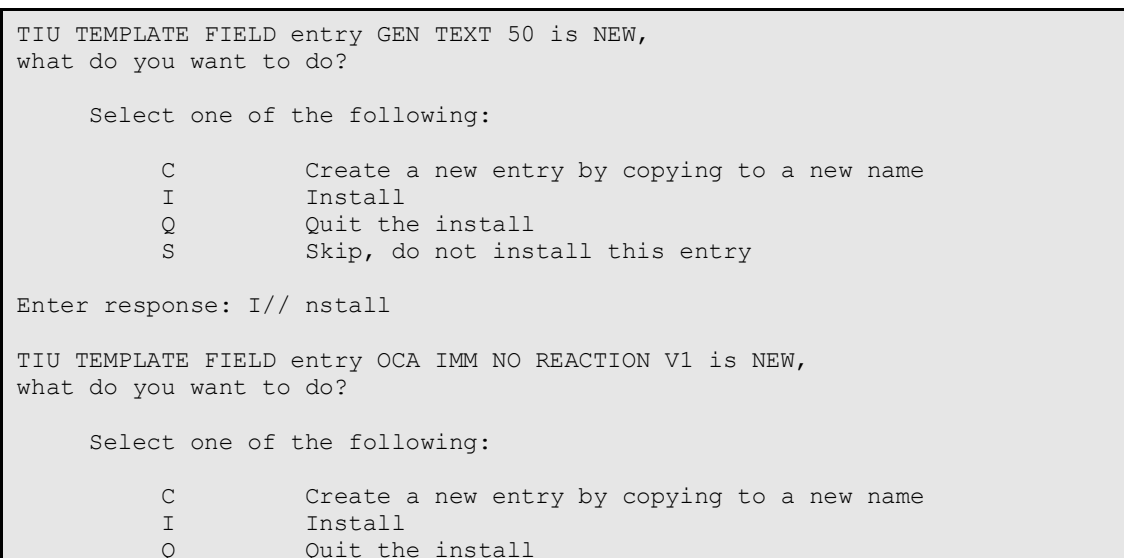 TIU TEMPLATE FIELD entry GEN TEXT 50 is NEW,
what do you want to do?
Select one of the following:
C Create a new entry by copying to a new name
I Install
Q Quit the install
S Skip, do not install this entry
Enter response: I// nstall
TIU TEMPLATE FIELD entry OCA IMM NO REACTION V1 is NEW,
what do you want to do?
Select one of the following:
C Create a new entry by copying to a new name
I Install
Q Quit the install